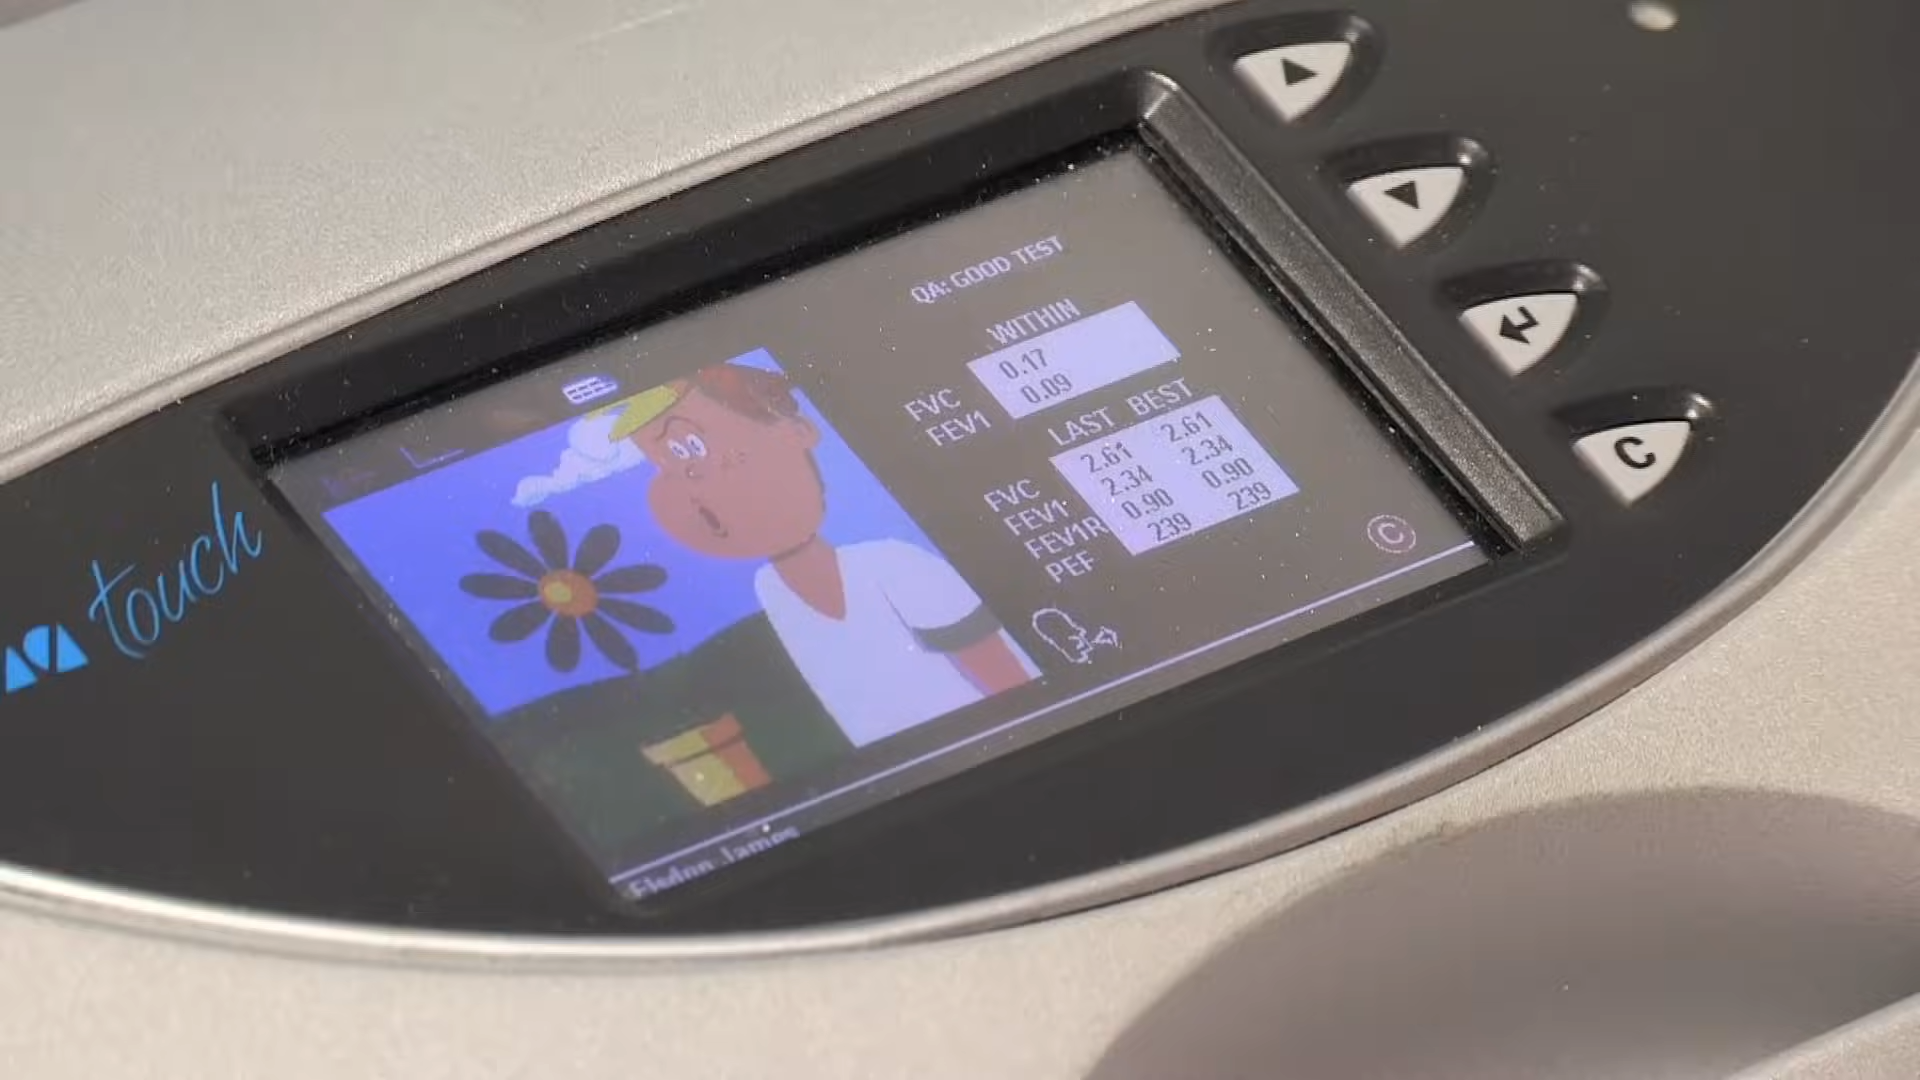 touch
QA: GOOD TEST
WITHIN
FVC 0.17
FEV1 0.09
LAST BEST
FVC 2.61 2.61
FEV1 2.34 2.34
FEV1R 0.90 0.90
PEF 239 239
C
James
C